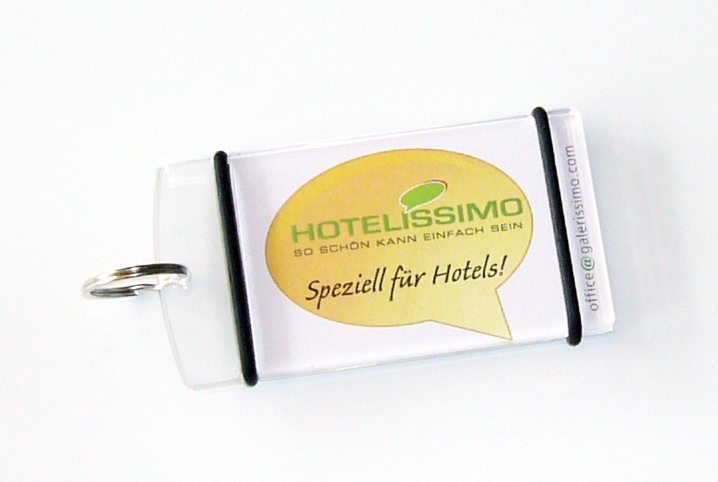 HOTELISSIMO
SO SCHÖN KANN EINFACH SEIN
Speziell für Hotels!
office@galerissimo.com